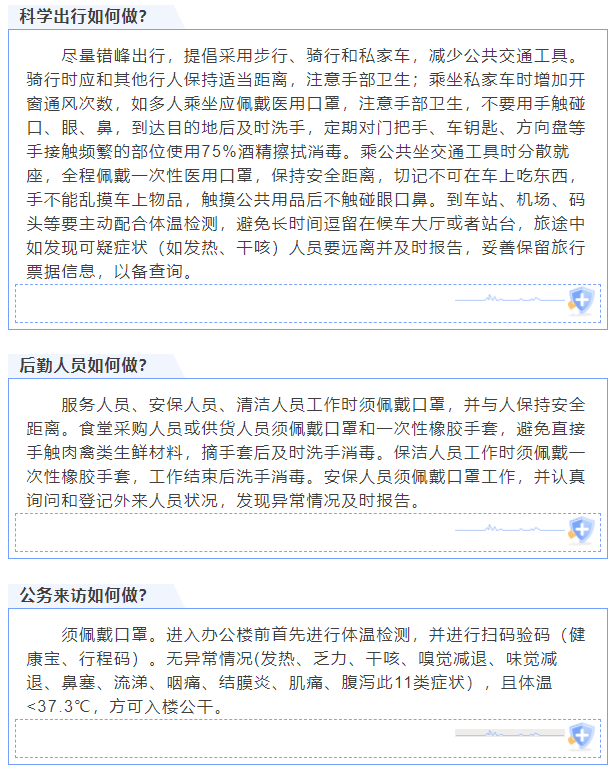 科学出行如何做?
尽量错峰出行，提倡采用步行、骑行和私家车，减少公共交通工具。
骑行时应和其他行人保持适当距离，注意手部卫生；乘坐私家车时增加开
窗通风次数，如多人乘坐应佩戴医用口罩，注意手部卫生，不要用手触碰
口、眼、鼻，到达目的地后及时洗手，定期对门把手、车钥匙、方向盘等
手接触频繁的部位使用75%酒精擦拭消毒。乘公共坐交通工具时分散就
座，全程佩戴一次性医用口罩，保持安全距离，切记不可在车上吃东西，
手不能乱摸车上物品，触摸公共用品后不触碰眼口鼻。到车站、机场、码
头等要主动配合体温检测，避免长时间逗留在候车大厅或者站台，旅途中
如发现可疑症状（如发热、干咳）人员要远离并及时报告，妥善保留旅行
票据信息，以备查询。
后勤人员如何做?
服务人员、安保人员、清洁人员工作时须佩戴口罩，并与人保持安全
距离。食堂采购人员或供货人员须佩戴口罩和一次性橡胶手套，避免直接
手触肉禽类生鲜材料，摘手套后及时洗手消毒。保洁人员工作时须佩戴一
次性橡胶手套，工作结束后洗手消毒。安保人员须佩戴口罩工作，并认真
询问和登记外来人员状况，发现异常情况及时报告。
公务来访如何做?
须佩戴口罩。进入办公楼前首先进行体温检测，并进行扫码验码（健
康宝、行程码）。无异常情况(发热、乏力、干咳、嗅觉减退、味觉减
退、鼻塞、流涕、咽痛、结膜炎、肌痛、腹泻此11类症状），且体温
<37.3℃，方可入楼公干。